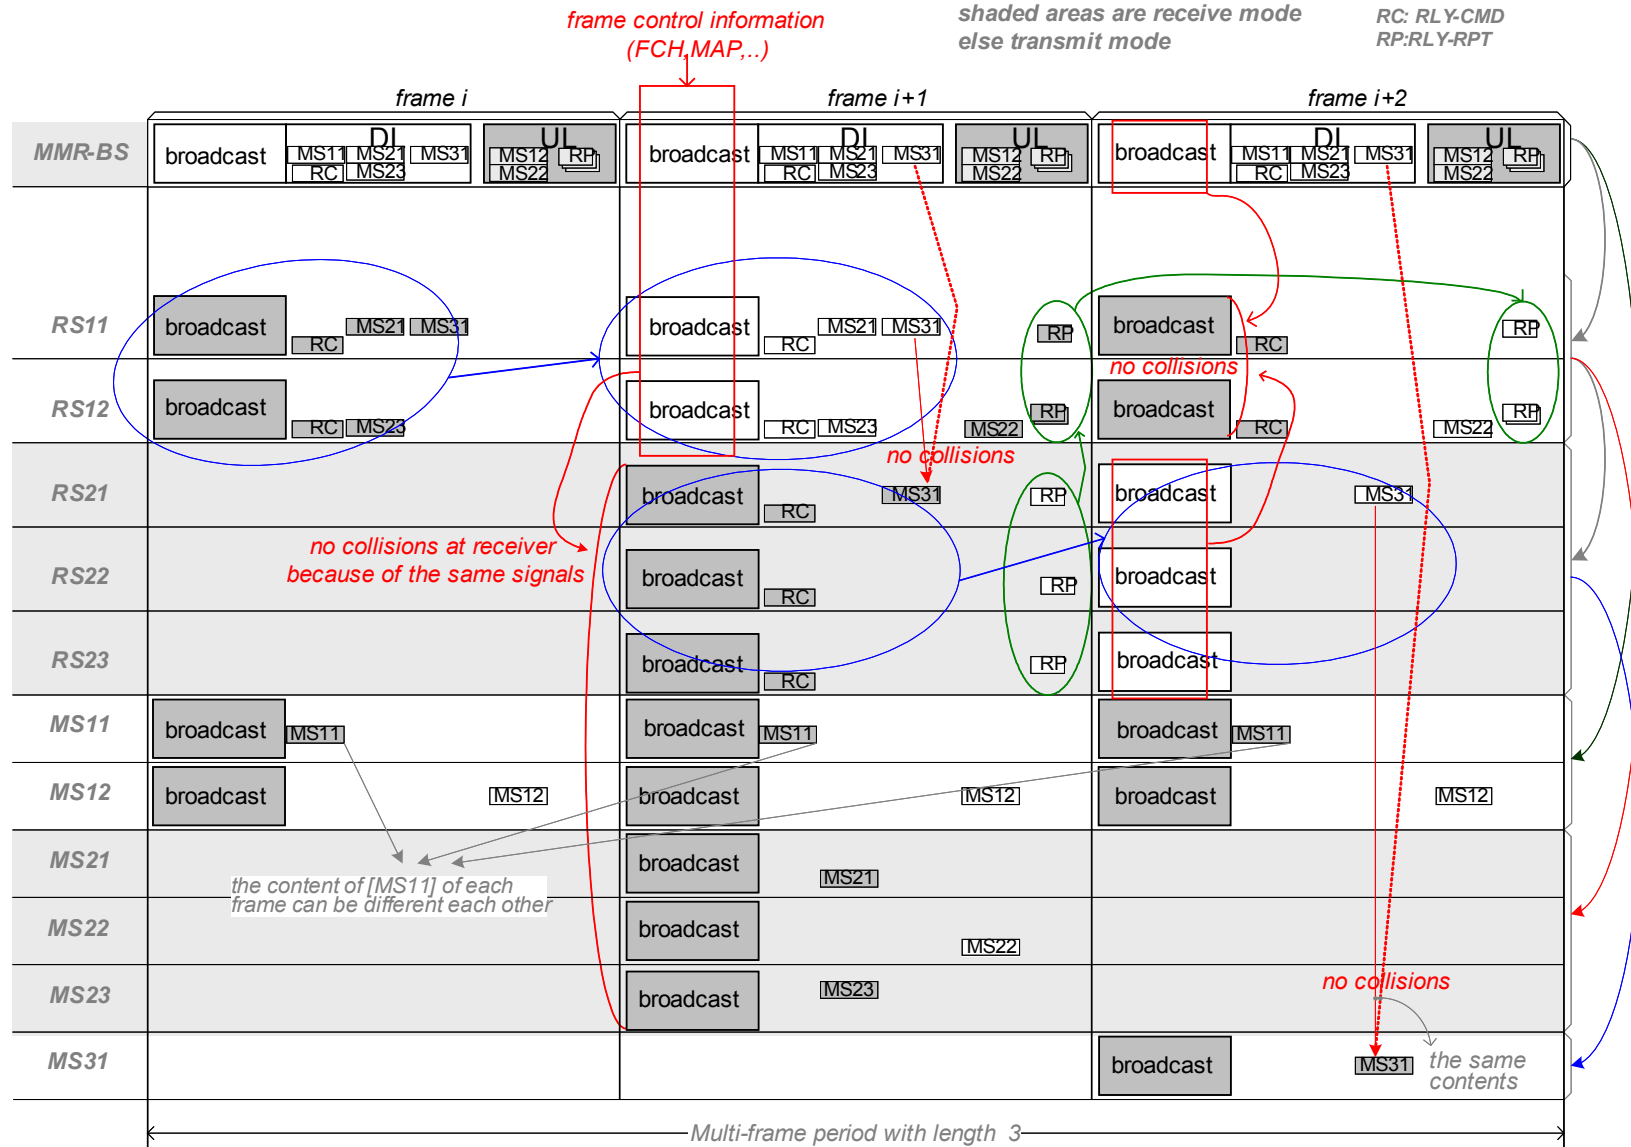 frame control information
(FCH,MAP,..)
shaded areas are receive mode
else transmit mode
RC: RLY-CMD
RP:RLY-RPT
frame i
frame i+1
frame i+2
MMR-BS
broadcast
DL
MS11 MS21 MS31
RC MS23
UL
MS12 RP
MS22
broadcast
DL
MS11 MS21 MS31
RC MS23
UL
MS12 RP
MS22
broadcast
DL
MS11 MS21 MS31
RC MS23
UL
MS12 RP
MS22
RS11
broadcast
MS21 MS31
RC
broadcast
MS21 MS31
RC
RP
broadcast
RC
RP
no collisions
RS12
broadcast
RC MS23
broadcast
RC MS23
MS22
RP
broadcast
RC
MS22
RP
no collisions
RS21
broadcast
RC
MS31
RP
broadcast
MS31
no collisions at receiver
because of the same signals
RS22
broadcast
RC
RP
broadcast
RS23
broadcast
RC
RP
broadcast
MS11
broadcast
MS11
broadcast
MS11
broadcast
MS11
MS12
broadcast
MS12
broadcast
MS12
broadcast
MS12
MS21
broadcast
MS21
the content of [MS11] of each
frame can be different each other
MS22
broadcast
MS22
MS23
broadcast
MS23
no collisions
MS31
broadcast
MS31
the same
contents
Multi-frame period with length 3